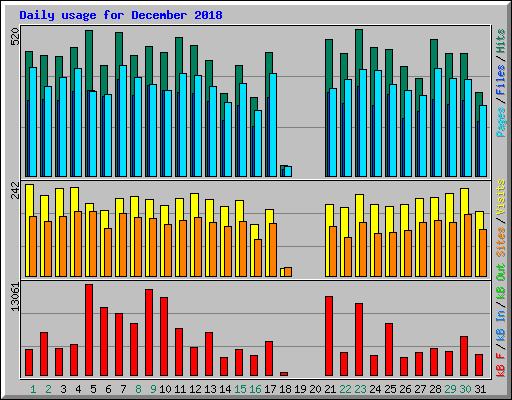 Daily usage for December 2018
520
242
13061
Pages / Files / Hits
Sites / Visits
kB F / kB In / kB Out
1 2 3 4 5 6 7 8 9 10 11 12 13 14 15 16 17 18 19 20 21 22 23 24 25 26 27 28 29 30 31